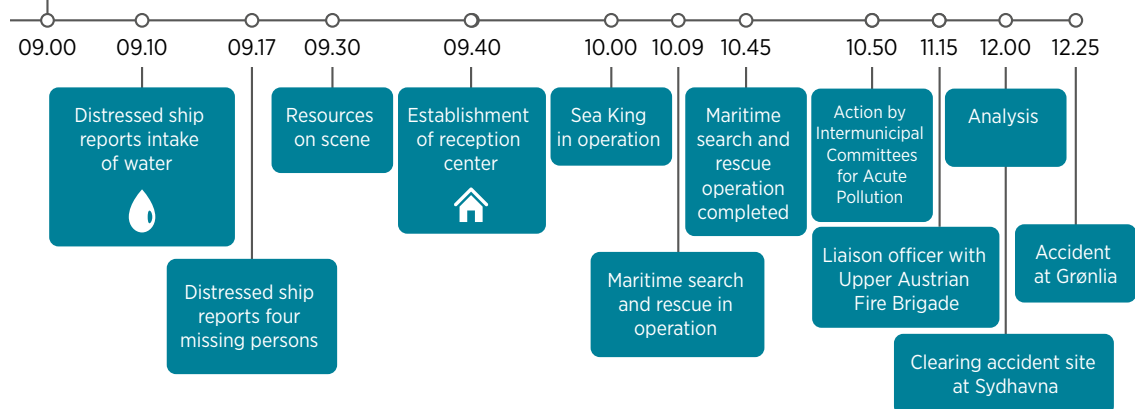 09.00
09.10
09.17
09.30
09.40
10.00
10.09
10.45
10.50
11.15
12.00
12.25
Distressed ship
reports intake
of water
Resources
on scene
Establishment
of reception
center
Sea King
in operation
Maritime
search and
rescue
operation
completed
Action by
Intermunicipal
Committees
for Acute
Pollution
Analysis
Distressed ship
reports four
missing persons
Maritime search
and rescue in
operation
Liaison officer with
Upper Austrian
Fire Brigade
Accident
at Grønlia
Clearing accident site
at Sydhavna